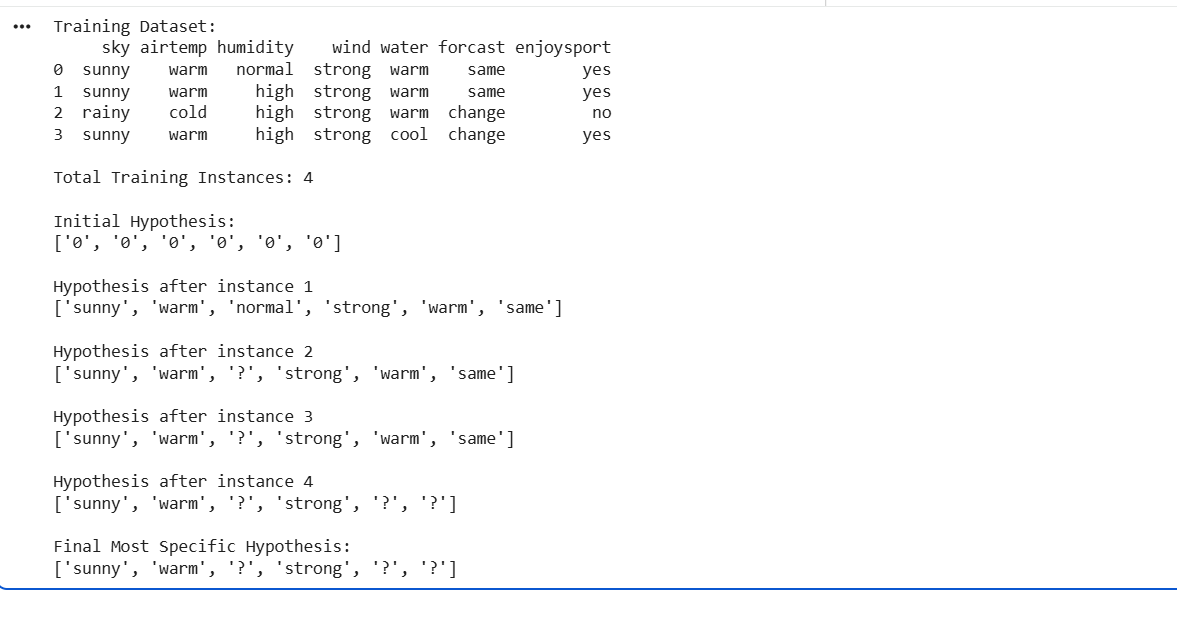 Training Dataset:
sky airtemp humidity wind water forcast enjoysport
0 sunny warm normal strong warm same yes
1 sunny warm high strong warm same yes
2 rainy cold high strong warm change no
3 sunny warm high strong cool change yes
Total Training Instances: 4
Initial Hypothesis:
['0', '0', '0', '0', '0', '0']
Hypothesis after instance 1
['sunny', 'warm', 'normal', 'strong', 'warm', 'same']
Hypothesis after instance 2
['sunny', 'warm', '?', 'strong', 'warm', 'same']
Hypothesis after instance 3
['sunny', 'warm', '?', 'strong', 'warm', 'same']
Hypothesis after instance 4
['sunny', 'warm', '?', 'strong', '?', '?']
Final Most Specific Hypothesis:
['sunny', 'warm', '?', 'strong', '?', '?']